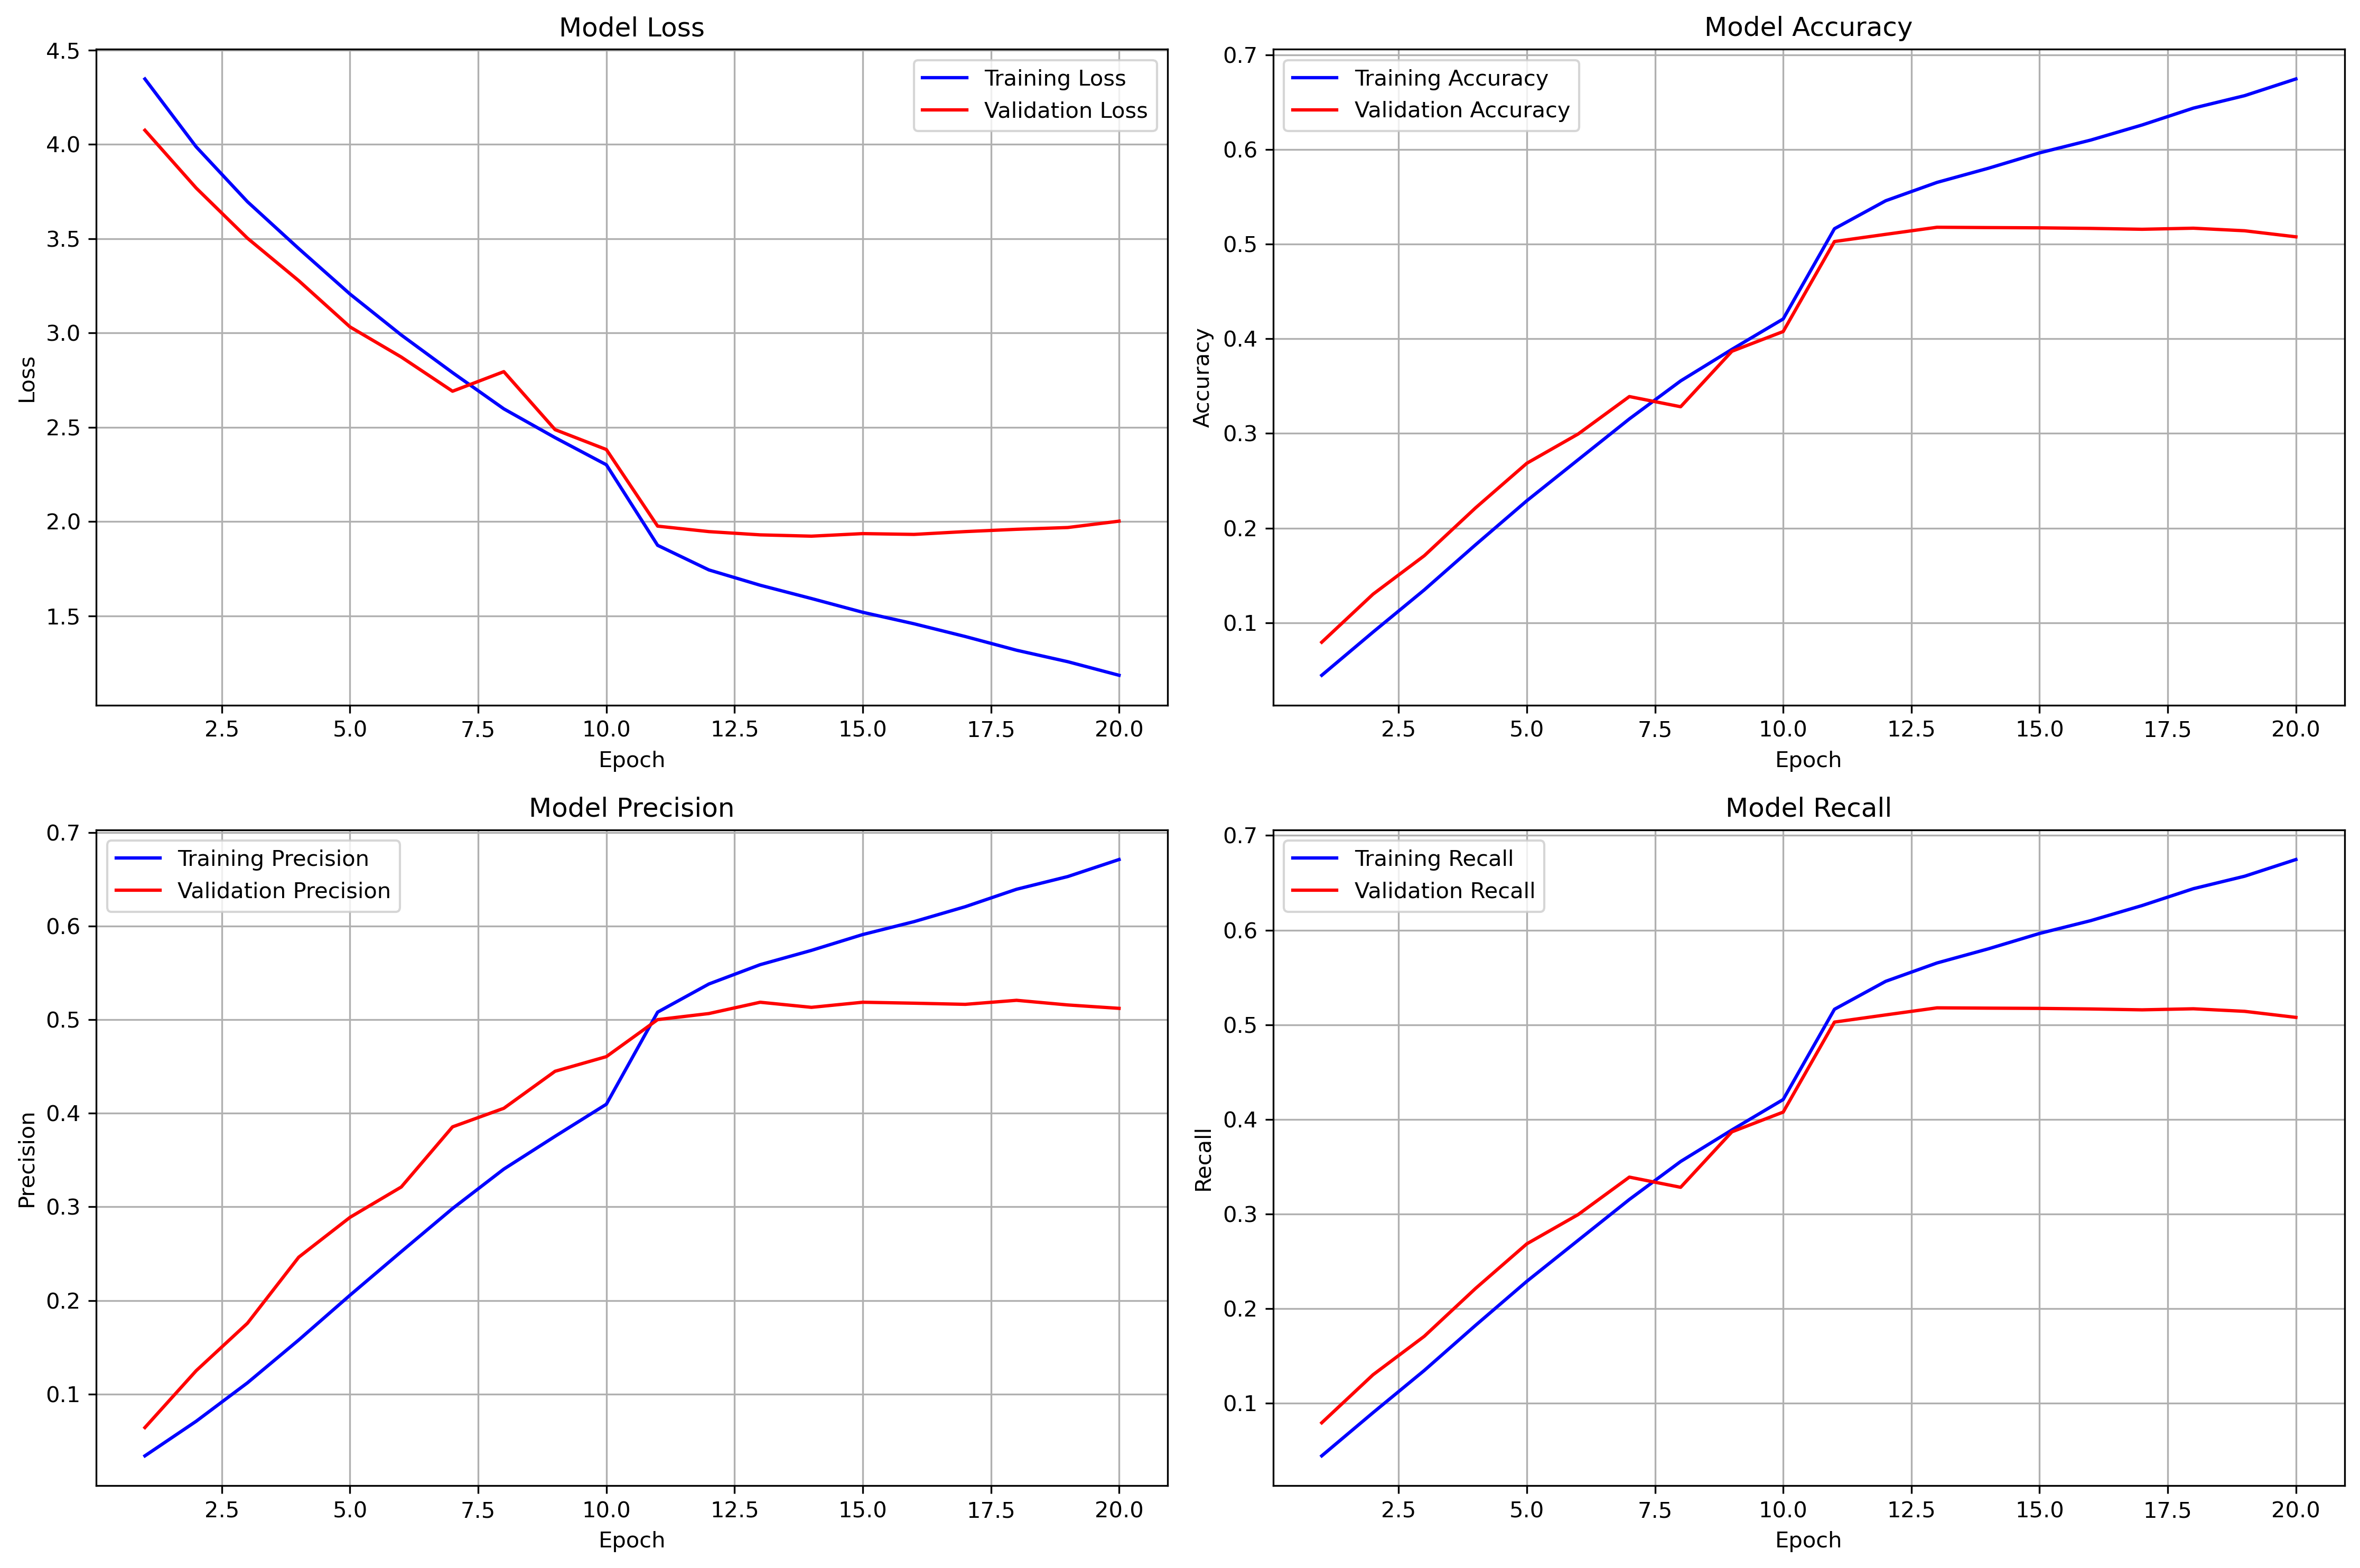 Model Loss
4.5
4.0
3.5
3.0
2.5
2.0
1.5
Loss
Training Loss
Validation Loss
2.5 5.0 7.5 10.0 12.5 15.0 17.5 20.0
Epoch
Model Accuracy
0.7
0.6
0.5
0.4
0.3
0.2
0.1
Accuracy
Training Accuracy
Validation Accuracy
2.5 5.0 7.5 10.0 12.5 15.0 17.5 20.0
Epoch
Model Precision
0.7
0.6
0.5
0.4
0.3
0.2
0.1
Precision
Training Precision
Validation Precision
2.5 5.0 7.5 10.0 12.5 15.0 17.5 20.0
Epoch
Model Recall
0.7
0.6
0.5
0.4
0.3
0.2
0.1
Recall
Training Recall
Validation Recall
2.5 5.0 7.5 10.0 12.5 15.0 17.5 20.0
Epoch